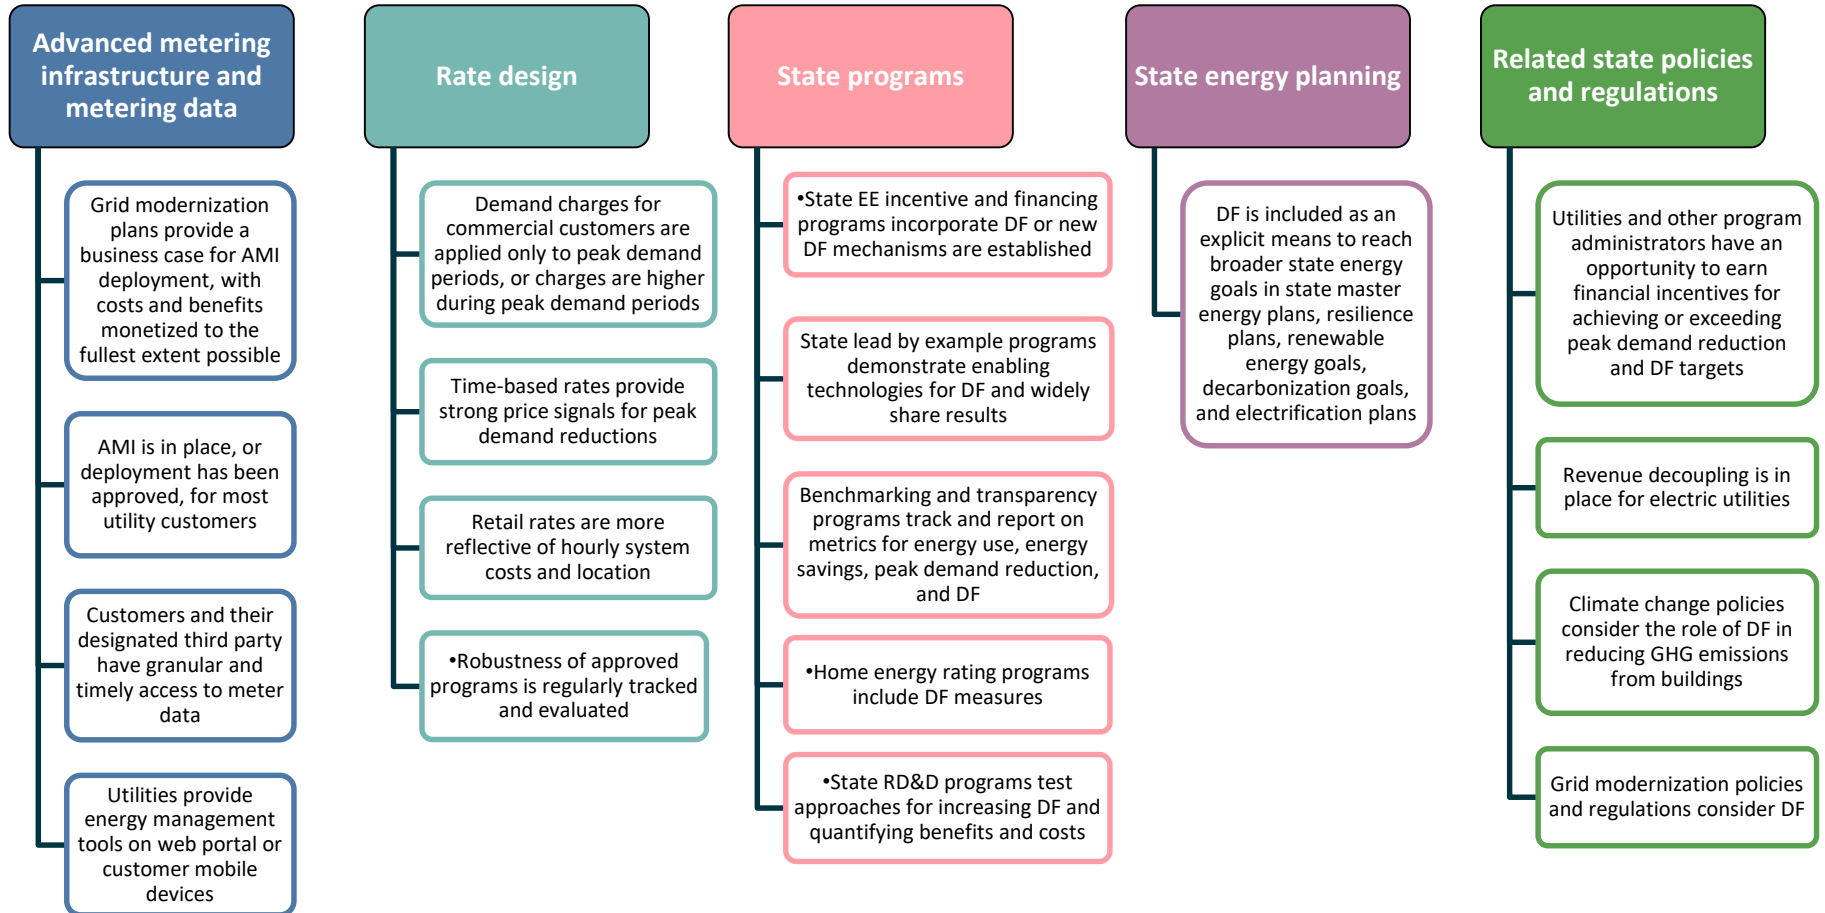 Advanced metering
infrastructure and
metering data
Grid modernization
plans provide a
business case for AMI
deployment, with
costs and benefits
monetized to the
fullest extent possible
AMI is in place, or
deployment has been
approved, for most
utility customers
Customers and their
designated third party
have granular and
timely access to meter
data
Utilities provide
energy management
tools on web portal or
customer mobile
devices
Rate design
Demand charges for
commercial customers are
applied only to peak demand
periods, or charges are higher
during peak demand periods
Time-based rates provide
strong price signals for peak
demand reductions
Retail rates are more
reflective of hourly system
costs and location
•Robustness of approved
programs is regularly tracked
and evaluated
State programs
•State EE incentive and financing
programs incorporate DF or new
DF mechanisms are established
State lead by example programs
demonstrate enabling
technologies for DF and widely
share results
Benchmarking and transparency
programs track and report on
metrics for energy use, energy
savings, peak demand reduction,
and DF
•Home energy rating programs
include DF measures
•State RD&D programs test
approaches for increasing DF and
quantifying benefits and costs
State energy planning
DF is included as an
explicit means to reach
broader state energy
goals in state master
energy plans, resilience
plans, renewable
energy goals,
decarbonization goals,
and electrification plans
Related state policies
and regulations
Utilities and other program
administrators have an
opportunity to earn
financial incentives for
achieving or exceeding
peak demand reduction
and DF targets
Revenue decoupling is in
place for electric utilities
Climate change policies
consider the role of DF in
reducing GHG emissions
from buildings
Grid modernization policies
and regulations consider DF